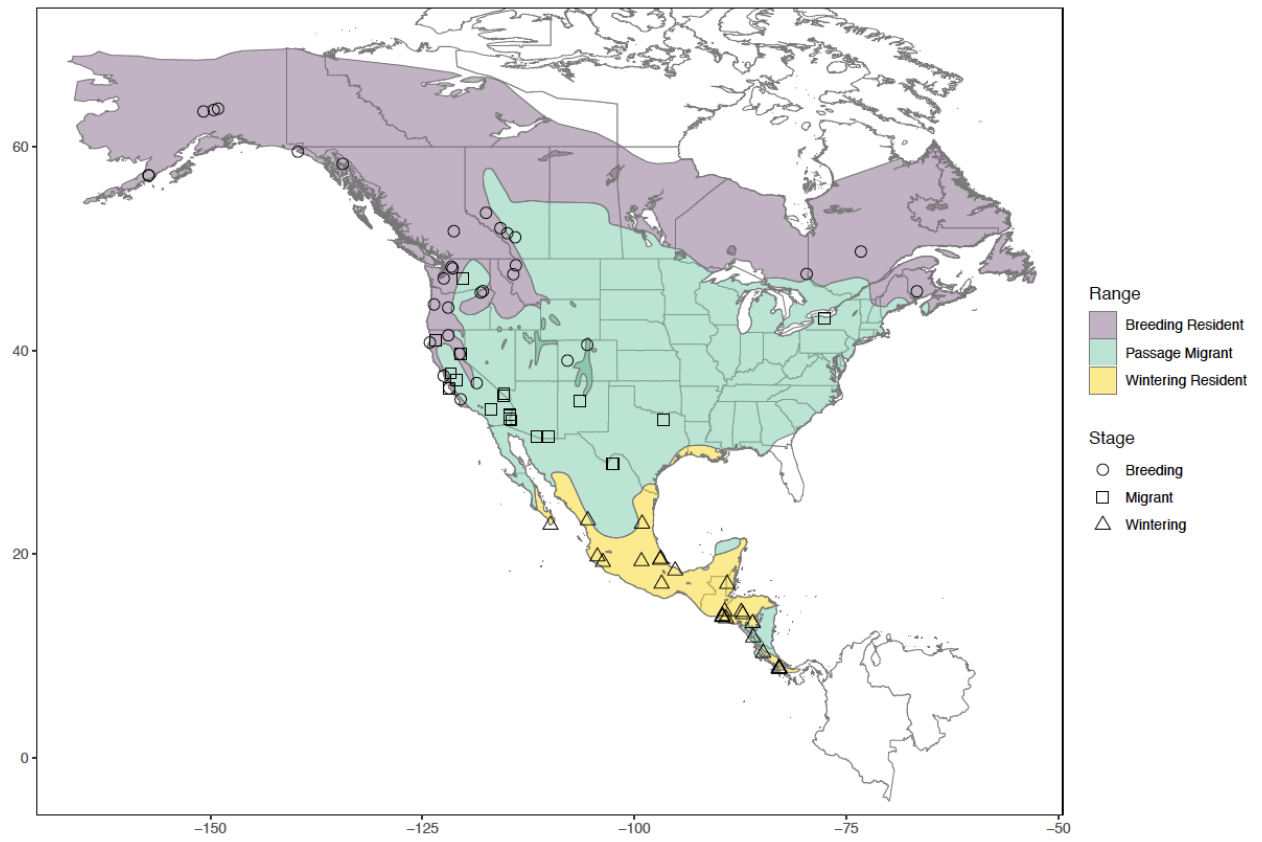 60
40
20
0
−150
−125
−100
−75
−50
Range
Breeding Resident
Passage Migrant
Wintering Resident
Stage
Breeding
Migrant
Wintering